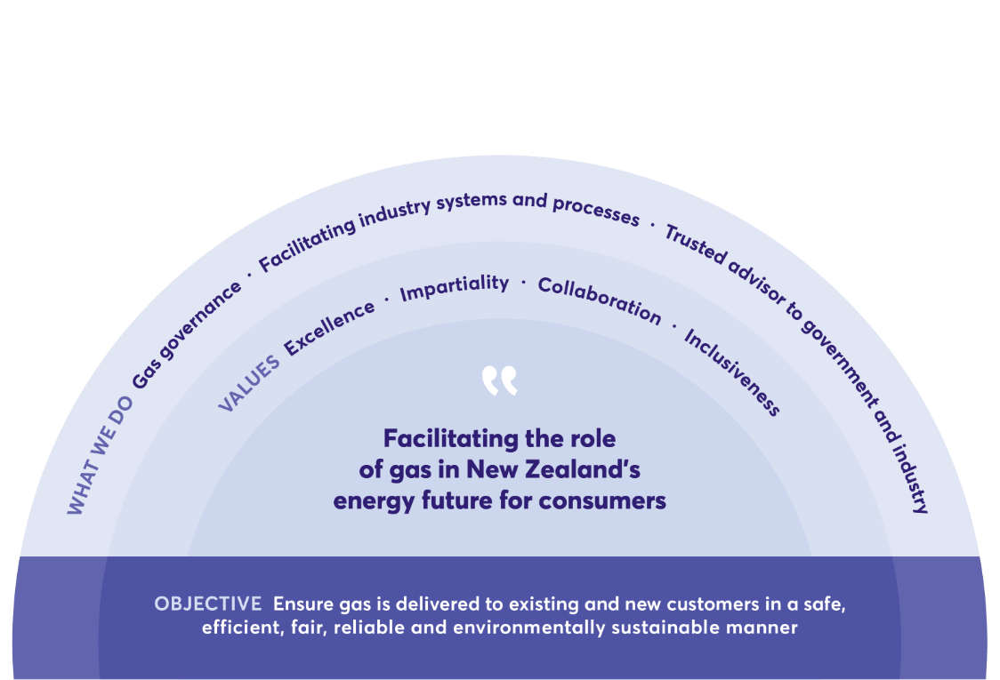 WHAT WE DO Gas governance · Facilitating industry systems and processes · Trusted advisor to government and industry
VALUES Excellence · Impartiality · Collaboration · Inclusiveness
“
Facilitating the role
of gas in New Zealand's
energy future for consumers
OBJECTIVE Ensure gas is delivered to existing and new customers in a safe,
efficient, fair, reliable and environmentally sustainable manner